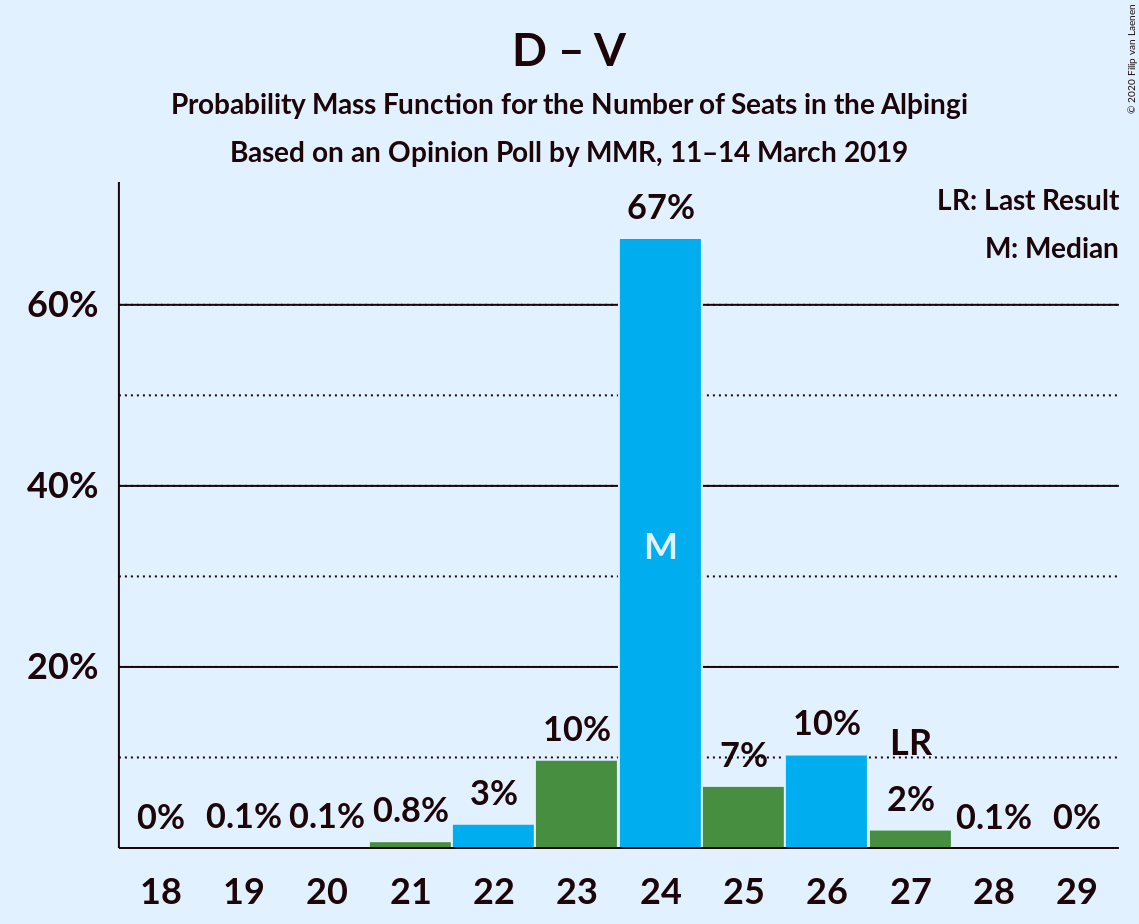 D – V
Probability Mass Function for the Number of Seats in the Alþingi
Based on an Opinion Poll by MMR, 11–14 March 2019
© 2020 Filip van Laenen
LR: Last Result
M: Median
60%
40%
20%
0%
0.1%
0.1%
0.8%
3%
10%
67%
M
7%
10%
LR
2%
0.1%
0%
18 19 20 21 22 23 24 25 26 27 28 29